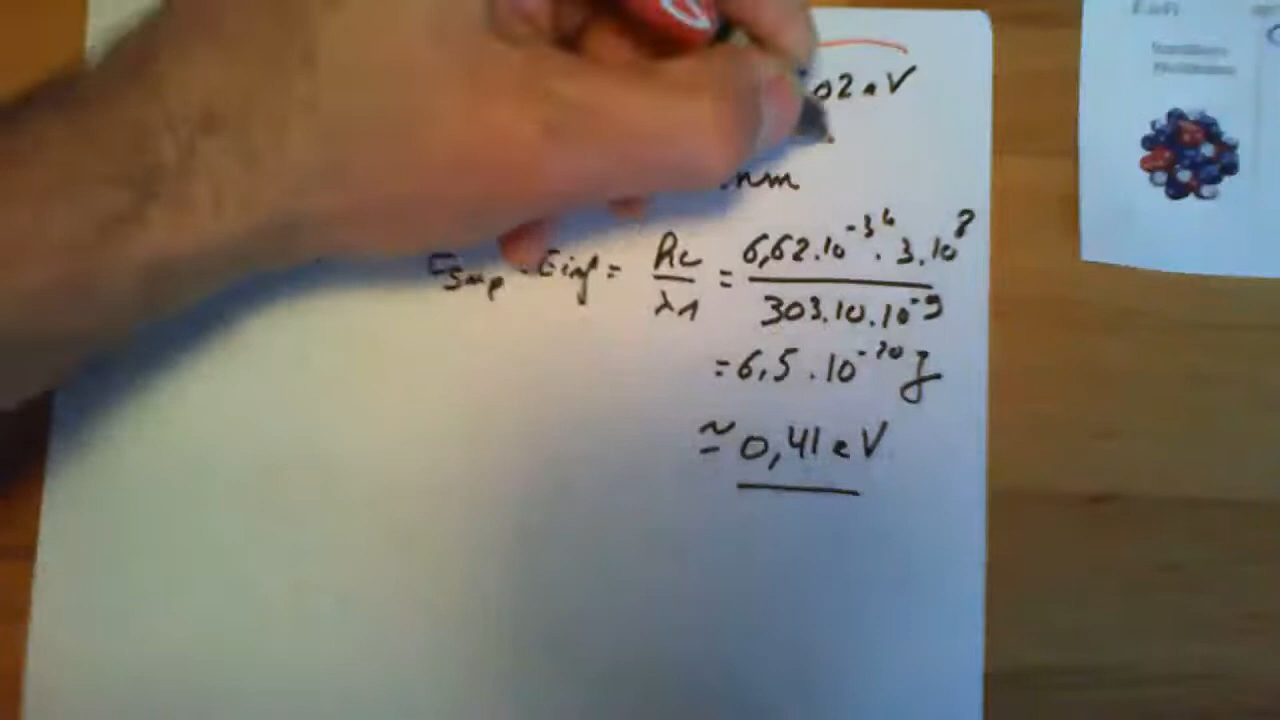 02 eV
nm
Esup - Einf = hc / λ1 = 6,62.10^-34 . 3.10^8 / 303.10.10^-9
= 6,5 . 10^-20 J
≃ 0,41 eV